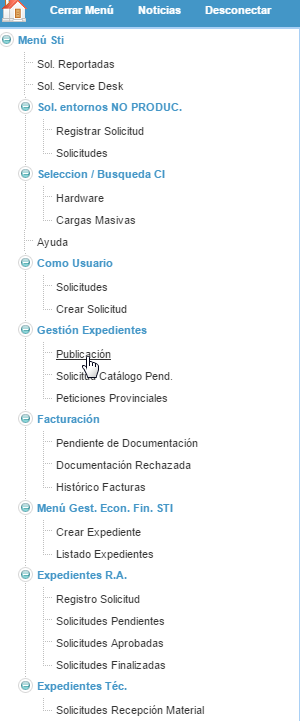 Cerrar Menú Noticias Desconectar
Menú Sti
Sol. Reportadas
Sol. Service Desk
Sol. entornos NO PRODUC.
Registrar Solicitud
Solicitudes
Seleccion / Busqueda CI
Hardware
Cargas Masivas
Ayuda
Como Usuario
Solicitudes
Crear Solicitud
Gestión Expedientes
Publicación
Solicitud Catálogo Pend.
Peticiones Provinciales
Facturación
Pendiente de Documentación
Documentación Rechazada
Histórico Facturas
Menú Gest. Econ. Fin. STI
Crear Expediente
Listado Expedientes
Expedientes R.A.
Registro Solicitud
Solicitudes Pendientes
Solicitudes Aprobadas
Solicitudes Finalizadas
Expedientes Téc.
Solicitudes Recepción Material